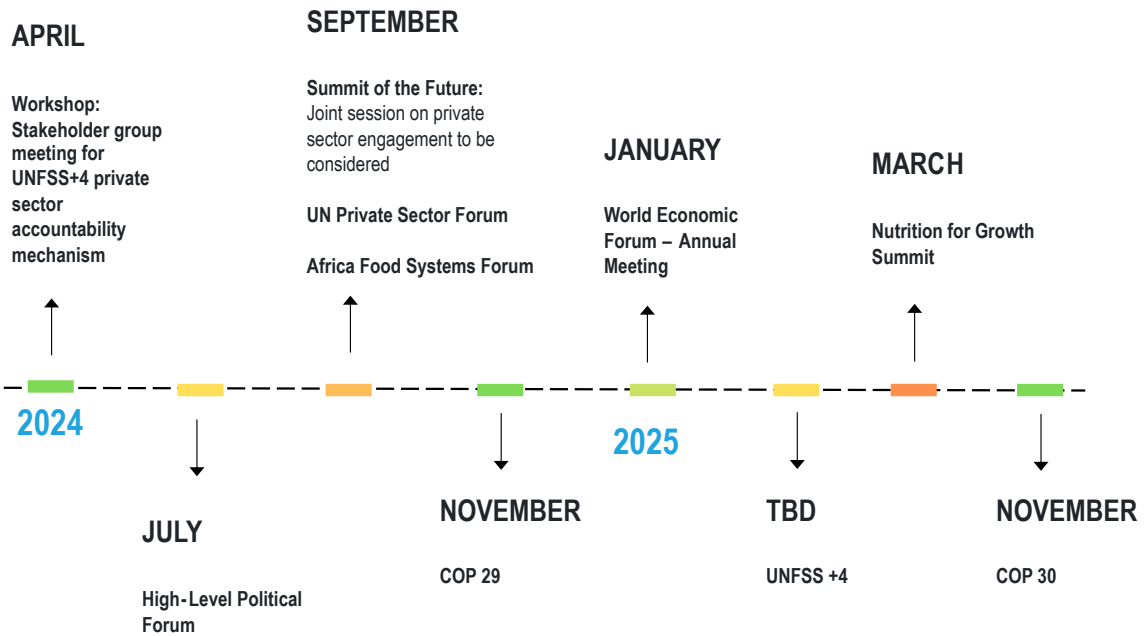 APRIL
Workshop:
Stakeholder group
meeting for
UNFSS+4 private
sector
accountability
mechanism
SEPTEMBER
Summit of the Future:
Joint session on private
sector engagement to be
considered
UN Private Sector Forum
Africa Food Systems Forum
JANUARY
World Economic
Forum – Annual
Meeting
MARCH
Nutrition for Growth
Summit
2024
2025
JULY
High-Level Political
Forum
NOVEMBER
COP 29
TBD
UNFSS +4
NOVEMBER
COP 30